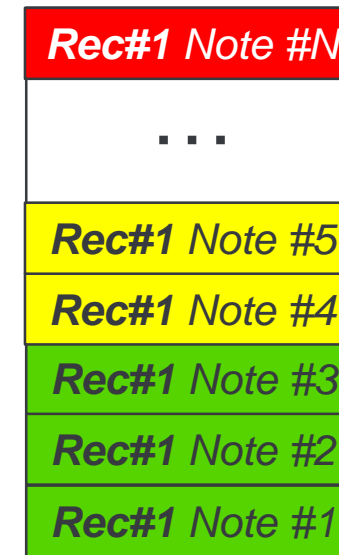 Rec#1 Note #N
...
Rec#1 Note #5
Rec#1 Note #4
Rec#1 Note #3
Rec#1 Note #2
Rec#1 Note #1